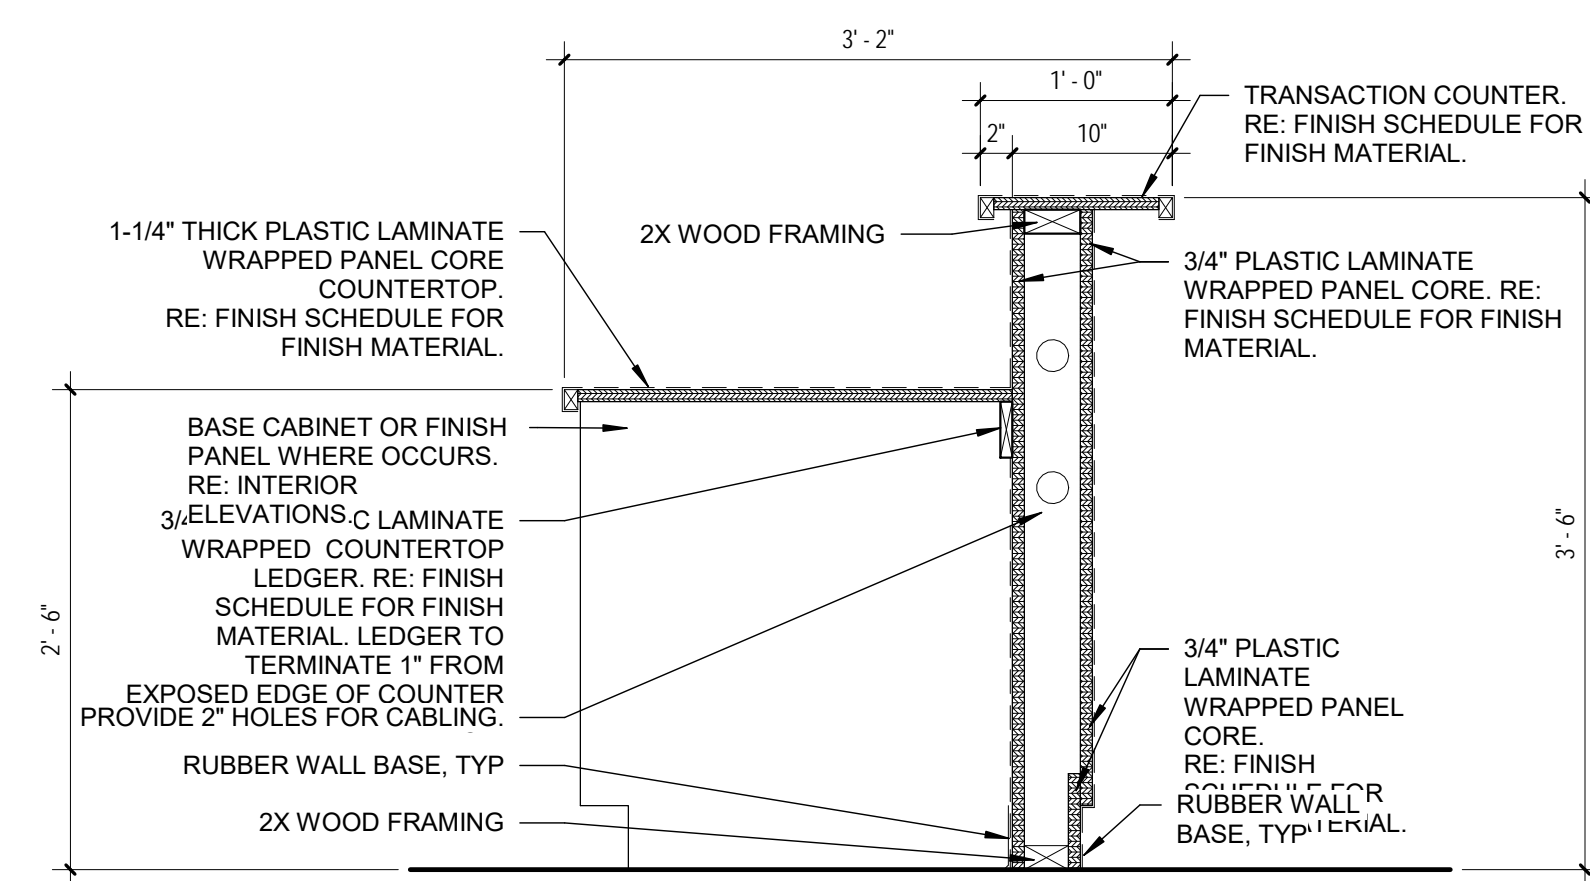 3' - 2"
1' - 0"
2"
10"
TRANSACTION COUNTER.
RE: FINISH SCHEDULE FOR
FINISH MATERIAL.
1-1/4" THICK PLASTIC LAMINATE
WRAPPED PANEL CORE
COUNTERTOP.
RE: FINISH SCHEDULE FOR
FINISH MATERIAL.
2X WOOD FRAMING
3/4" PLASTIC LAMINATE
WRAPPED PANEL CORE. RE:
FINISH SCHEDULE FOR FINISH
MATERIAL.
BASE CABINET OR FINISH
PANEL WHERE OCCURS.
RE: INTERIOR
ELEVATIONS.
LAMINATE
WRAPPED COUNTERTOP
LEDGER. RE: FINISH
SCHEDULE FOR FINISH
MATERIAL. LEDGER TO
TERMINATE 1" FROM
EXPOSED EDGE OF COUNTER
PROVIDE 2" HOLES FOR CABLING.
RUBBER WALL BASE, TYP
2X WOOD FRAMING
2' - 6"
3' - 6"
3/4" PLASTIC
LAMINATE
WRAPPED PANEL
CORE.
RE: FINISH
SCHEDULE FOR
RUBBER WALL
BASE, TYP